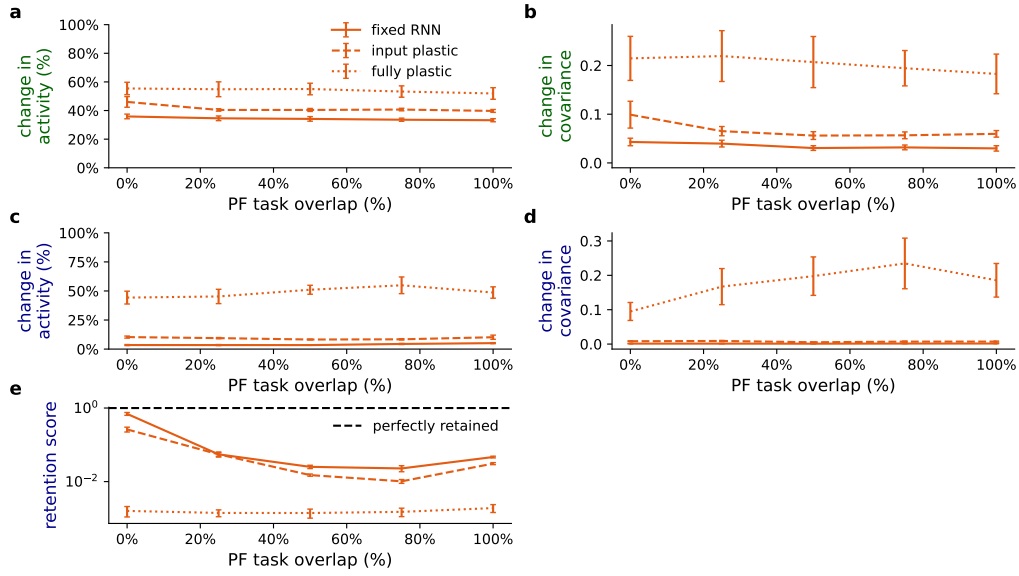 a
100%
80%
60%
40%
20%
0%
change in
activity (%)
fixed RNN
input plastic
fully plastic
0% 20% 40% 60% 80% 100%
PF task overlap (%)
b
0.2
0.1
0.0
change in
covariance
0% 20% 40% 60% 80% 100%
PF task overlap (%)
c
100%
75%
50%
25%
0%
change in
activity (%)
0% 20% 40% 60% 80% 100%
PF task overlap (%)
d
0.3
0.2
0.1
0.0
change in
covariance
0% 20% 40% 60% 80% 100%
PF task overlap (%)
e
10⁰
10⁻²
retention score
perfectly retained
0% 20% 40% 60% 80% 100%
PF task overlap (%)